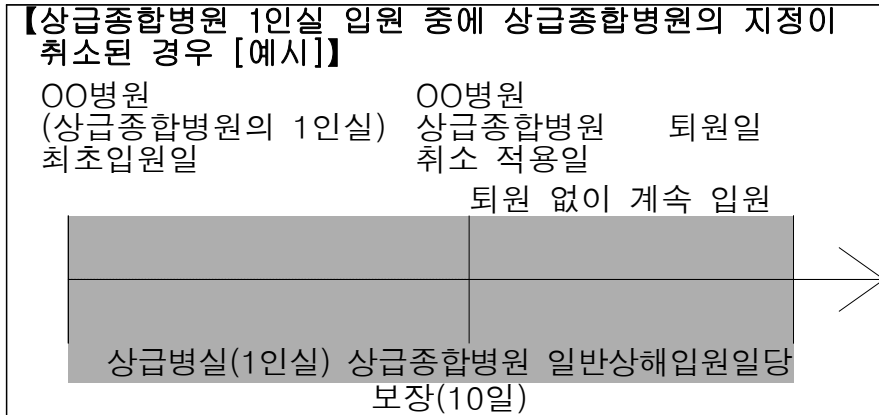 【상급종합병원 1인실 입원 중에 상급종합병원의 지정이
취소된 경우 [예시]】
OO병원
(상급종합병원의 1인실)
최초입원일
OO병원
상급종합병원
취소 적용일
퇴원일
퇴원 없이 계속 입원
상급병실(1인실) 상급종합병원 일반상해입원일당
보장(10일)